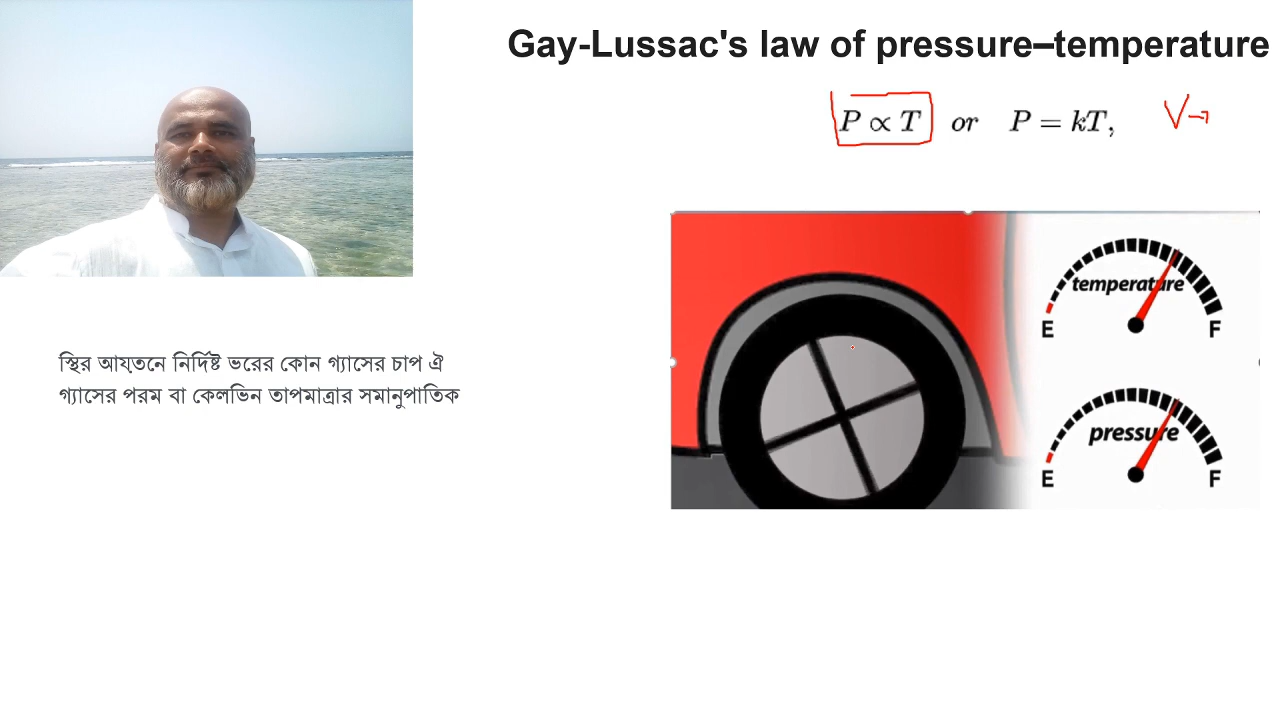 Gay-Lussac's law of pressure–temperature
P ∝ T or P = kT, V→
স্থির আয়তনে নির্দিষ্ট ভরের কোন গ্যাসের চাপ ঐ
গ্যাসের পরম বা কেলভিন তাপমাত্রার সমানুপাতিক
temperature
E F
pressure
E F